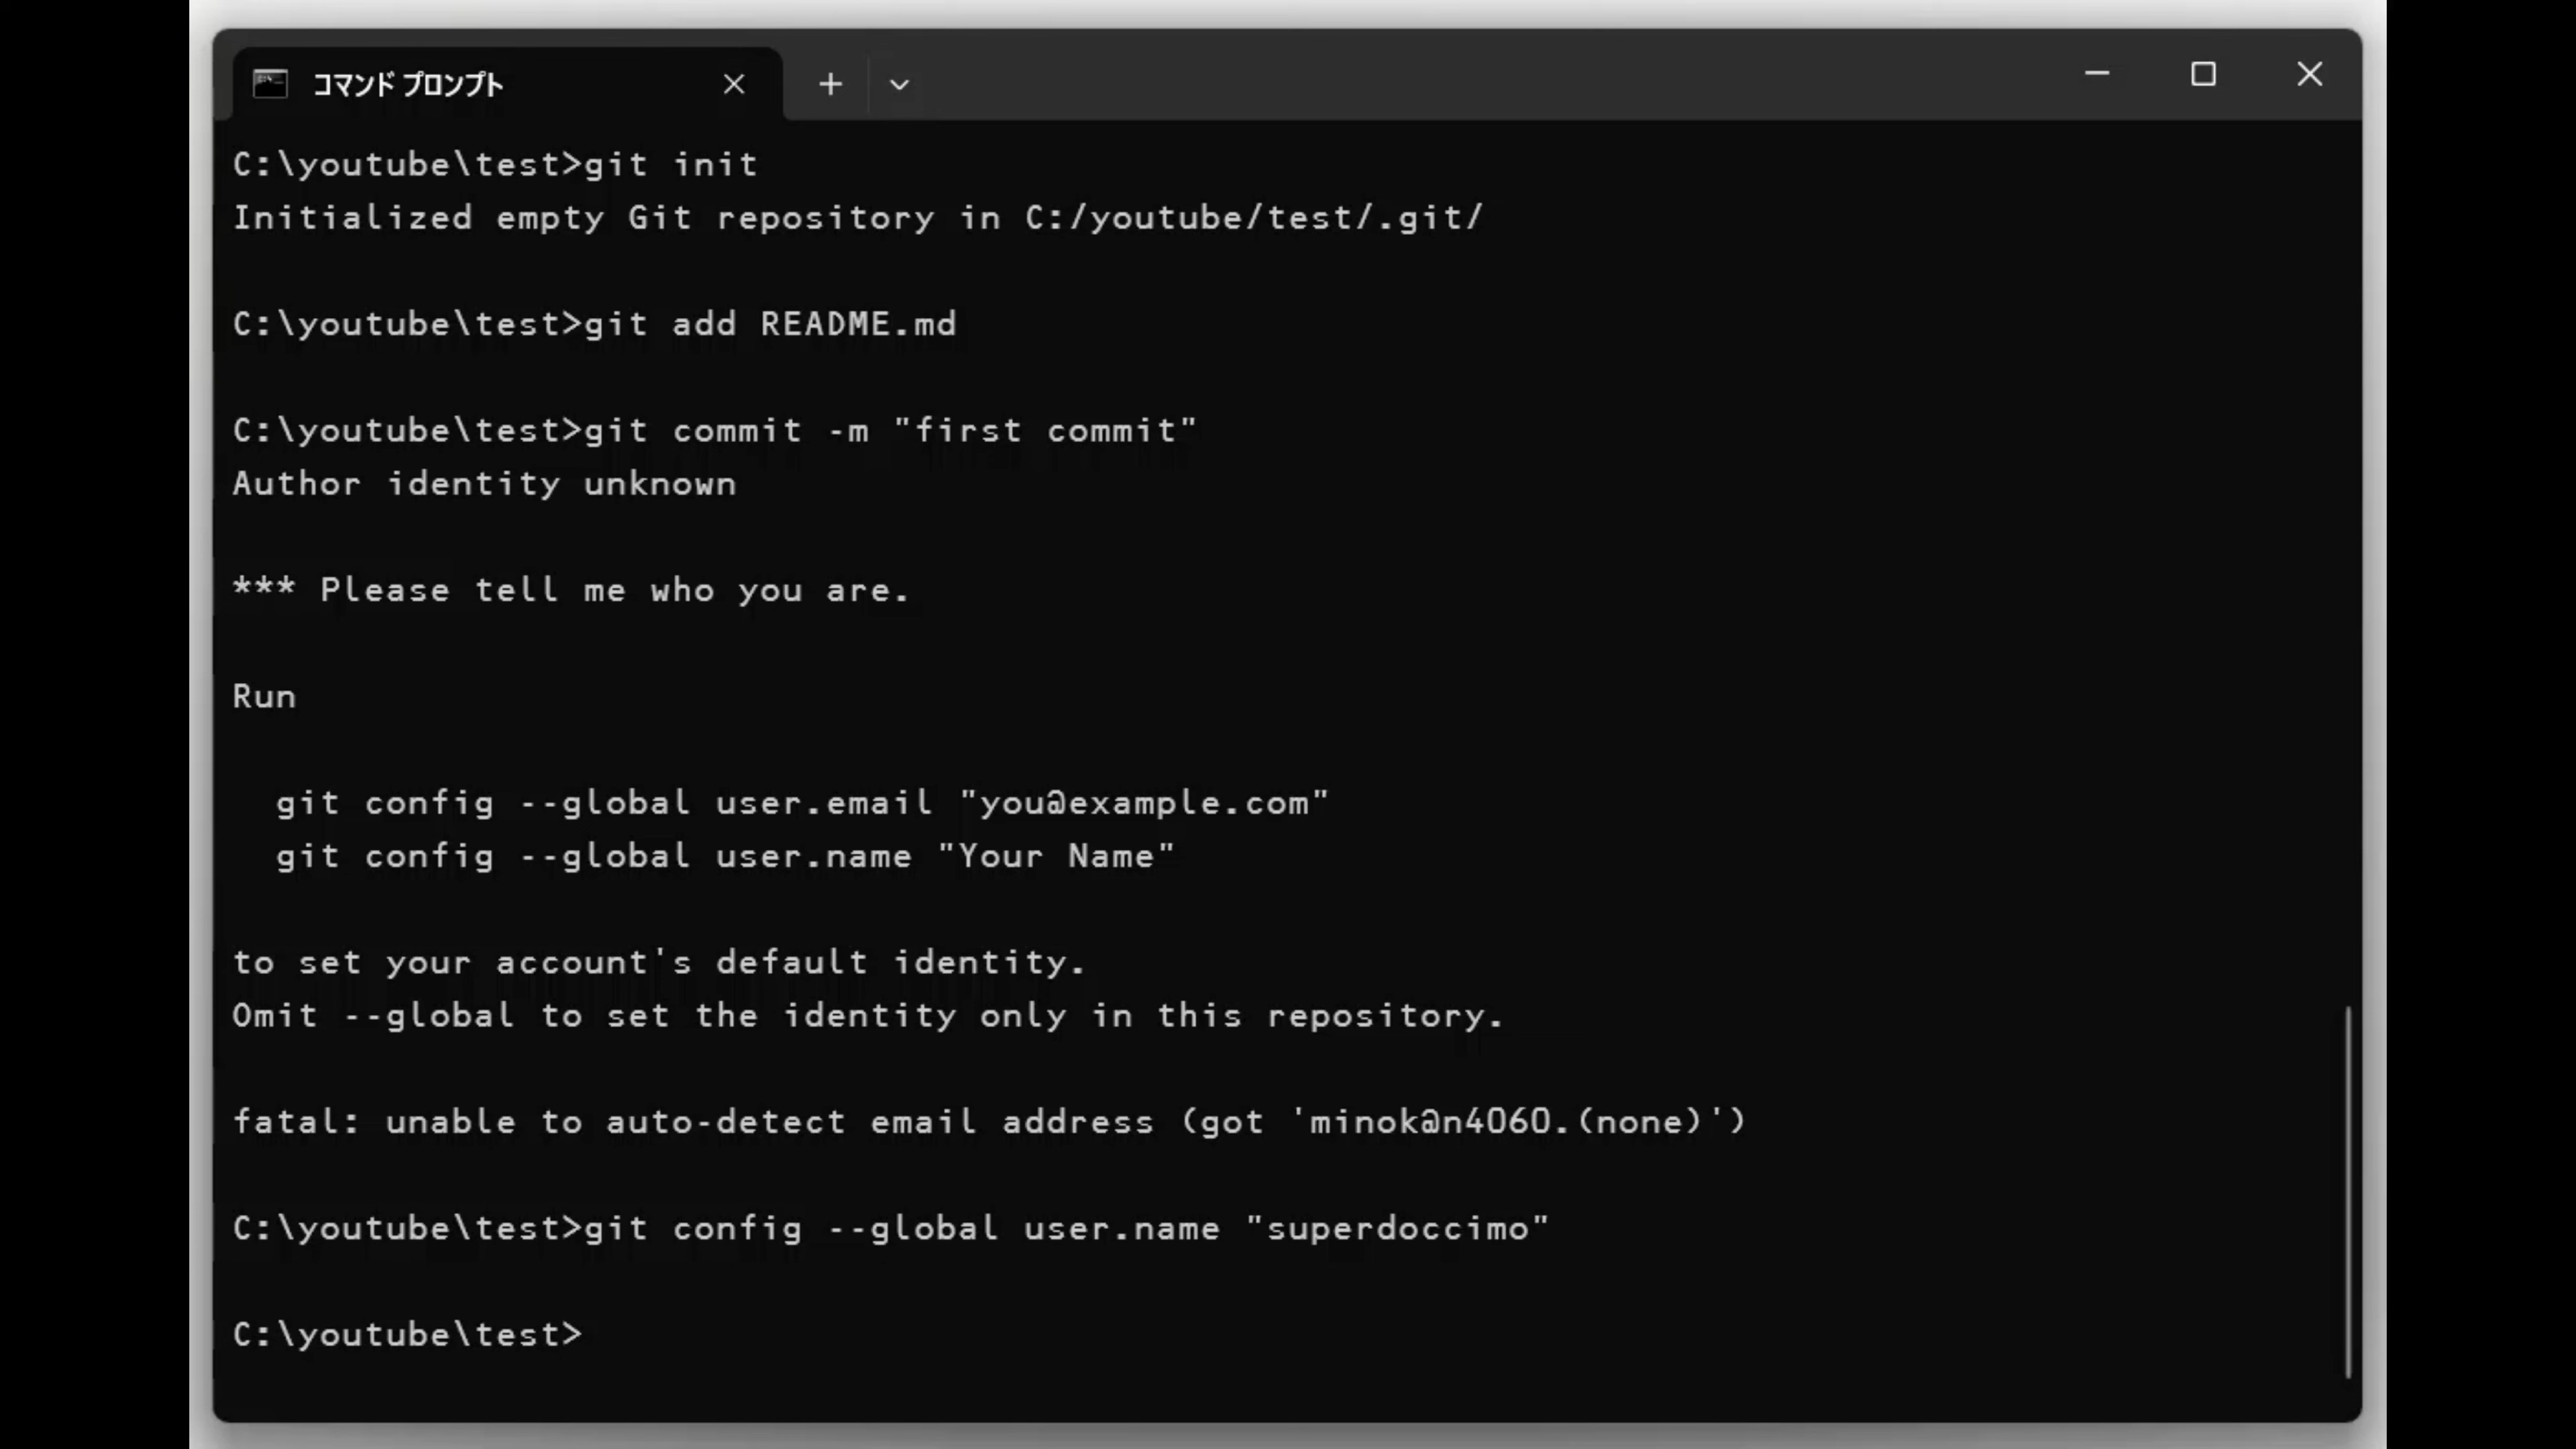 コマンド プロンプト
C:\youtube\test>git init
Initialized empty Git repository in C:/youtube/test/.git/
C:\youtube\test>git add README.md
C:\youtube\test>git commit -m "first commit"
Author identity unknown
*** Please tell me who you are.
Run
  git config --global user.email "you@example.com"
  git config --global user.name "Your Name"
to set your account's default identity.
Omit --global to set the identity only in this repository.
fatal: unable to auto-detect email address (got 'minok@n4060.(none)')
C:\youtube\test>git config --global user.name "superdoccimo"
C:\youtube\test>